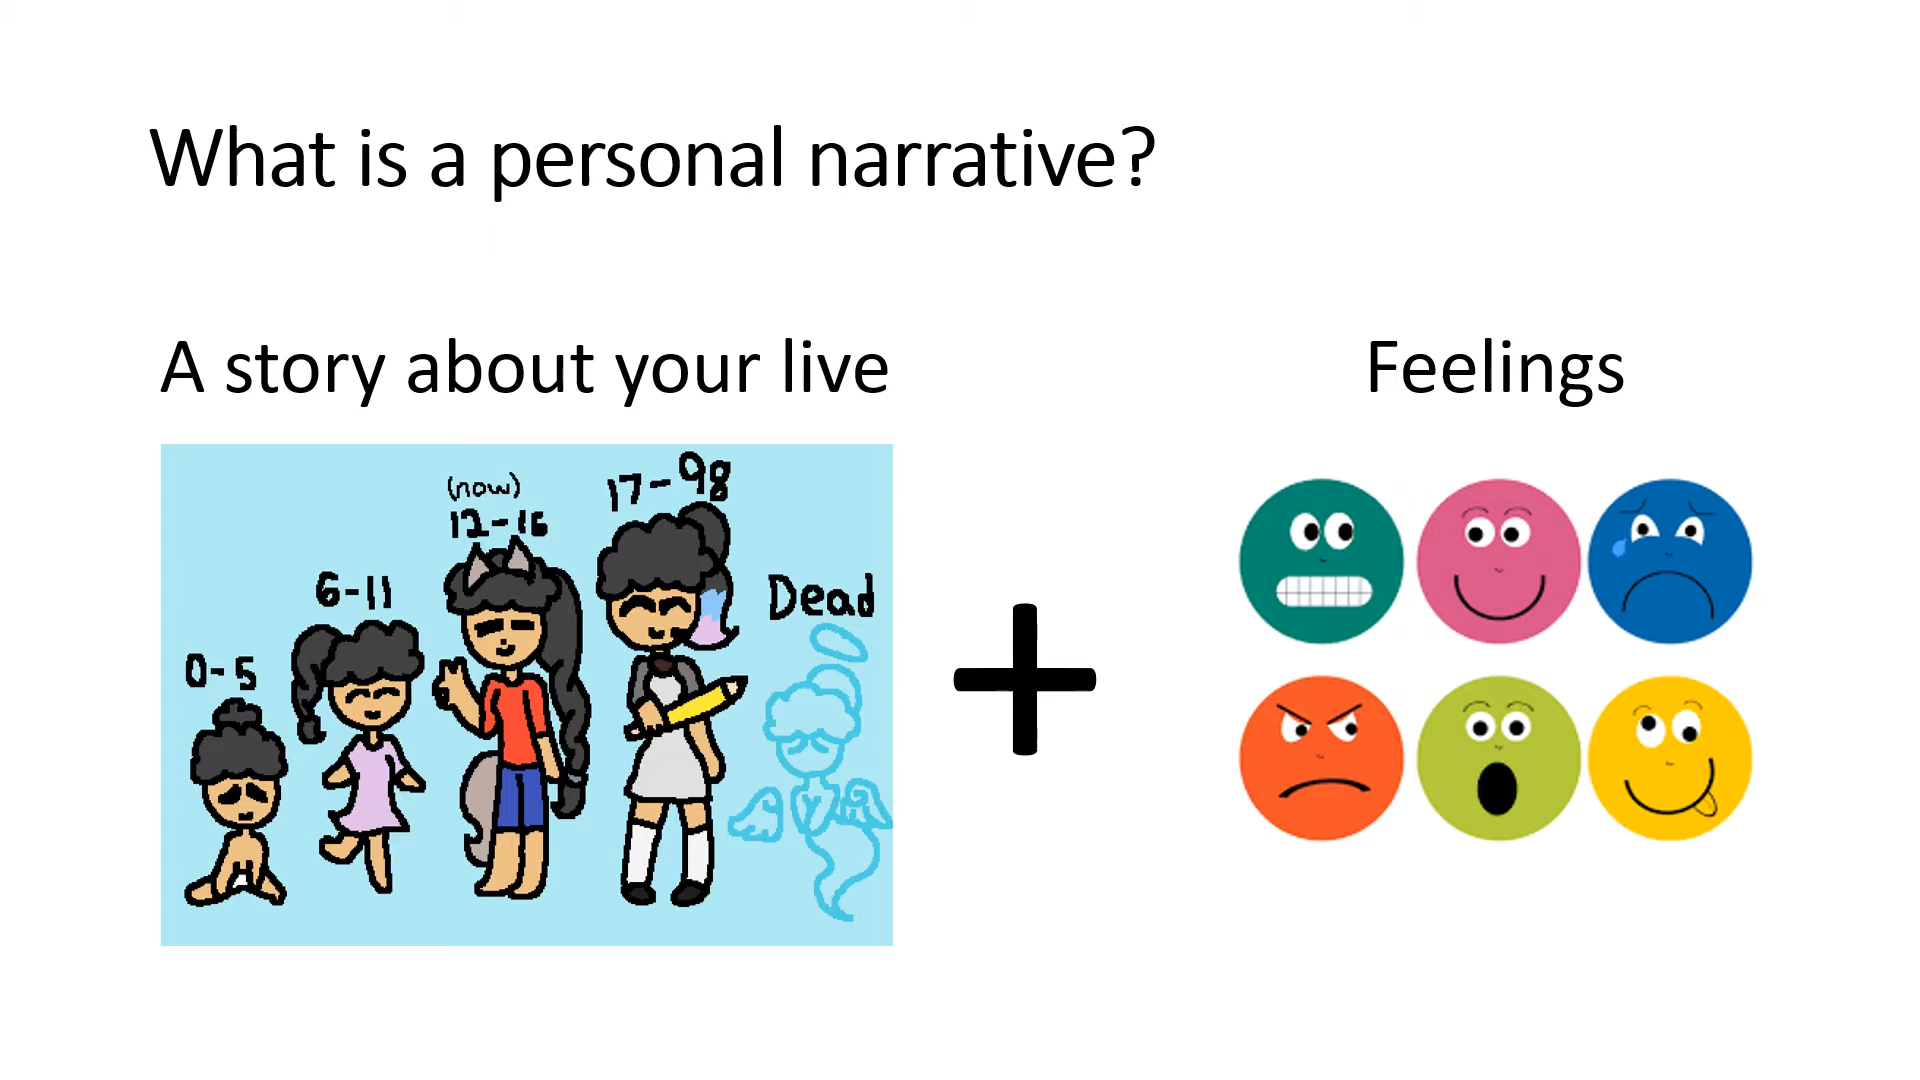 What is a personal narrative?
A story about your live
Feelings
(now)
17-98
12-16
6-11
Dead
0-5